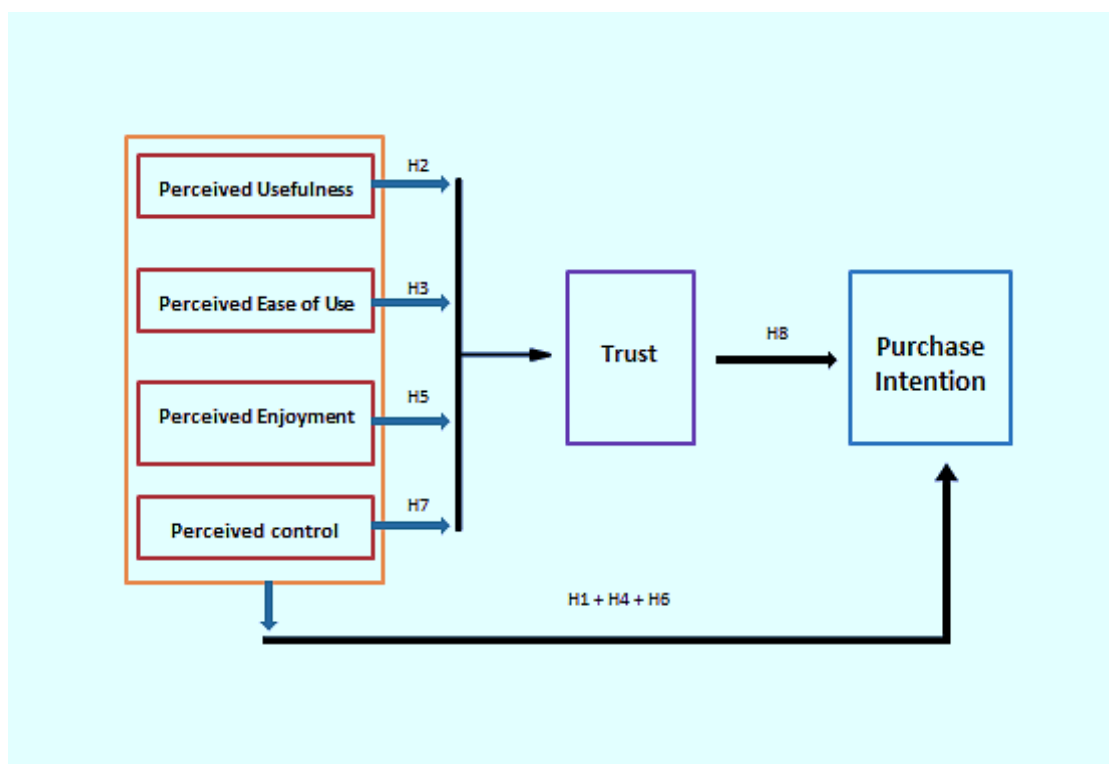 H2
Perceived Usefulness
H3
Perceived Ease of Use
Trust
H8
Purchase
Intention
H5
Perceived Enjoyment
H7
Perceived control
H1 + H4 + H6